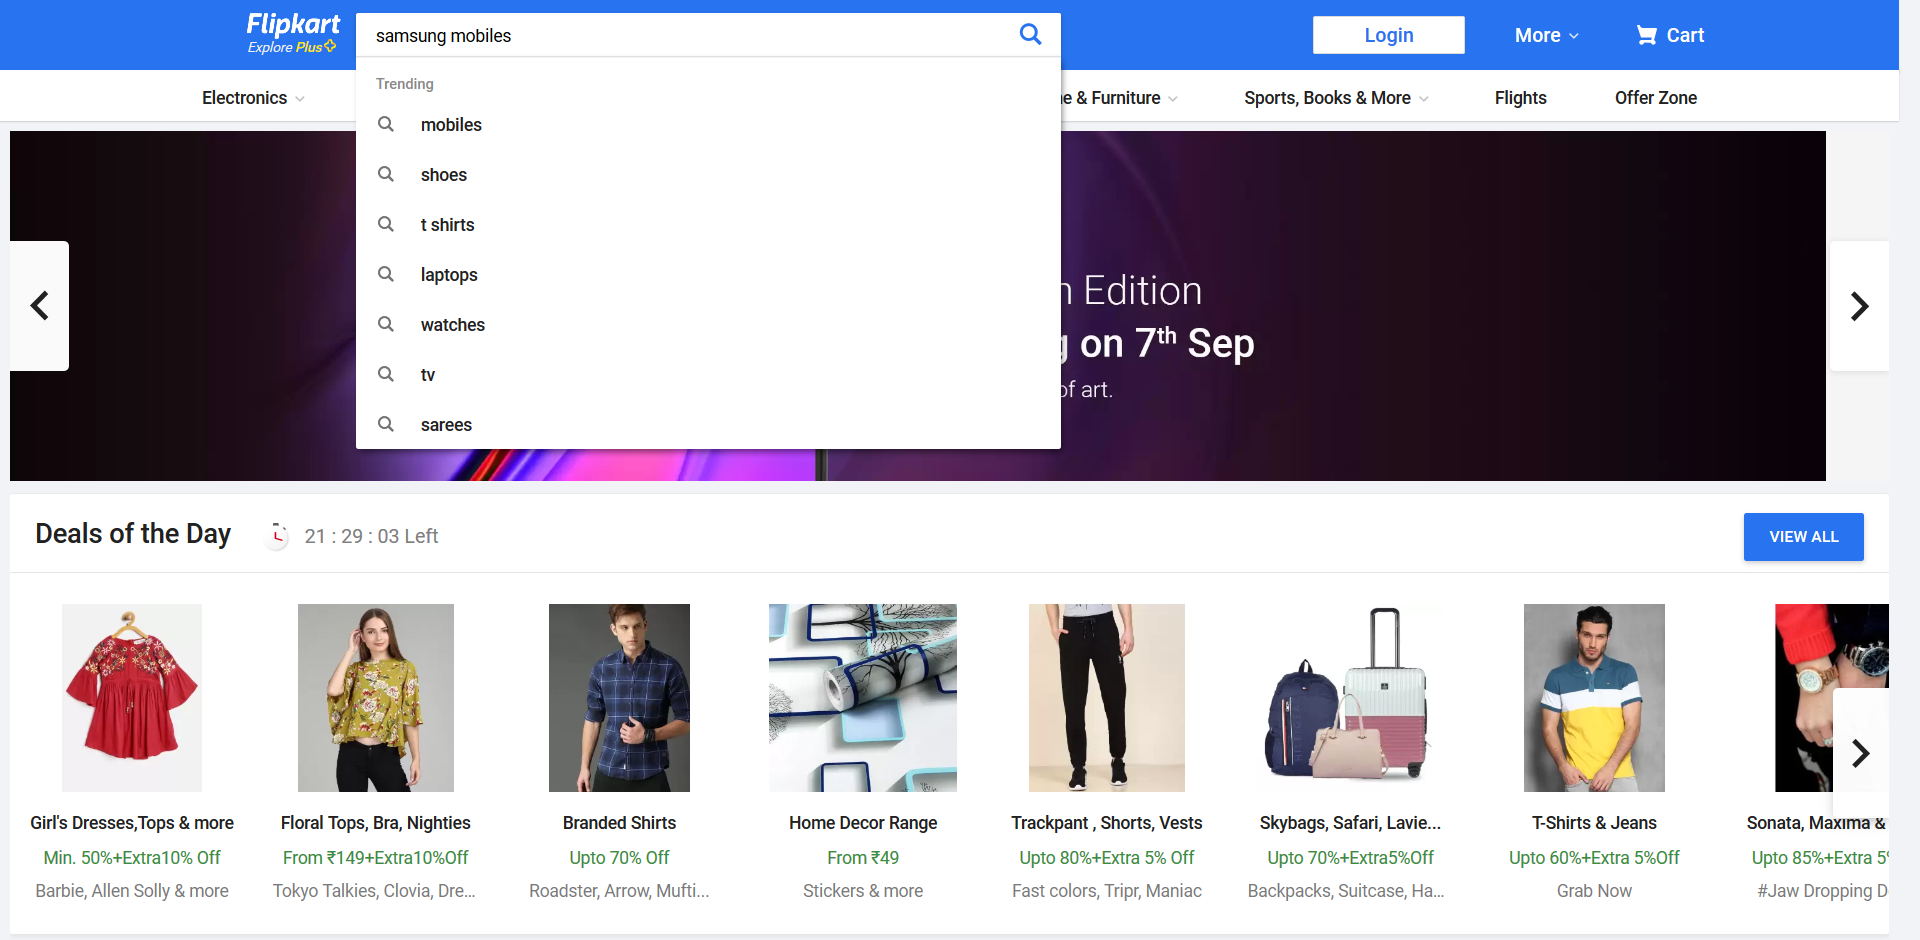 Flipkart
Explore Plus
samsung mobiles
Login
More
Cart
Trending
mobiles
shoes
t shirts
laptops
watches
tv
sarees
Electronics
e & Furniture
Sports, Books & More
Flights
Offer Zone
n Edition
g on 7th Sep
of art.
Deals of the Day
21 : 29 : 03 Left
VIEW ALL
Girl's Dresses,Tops & more
Min. 50%+Extra10% Off
Barbie, Allen Solly & more
Floral Tops, Bra, Nighties
From ₹149+Extra10%Off
Tokyo Talkies, Clovia, Dre...
Branded Shirts
Upto 70% Off
Roadster, Arrow, Mufti...
Home Decor Range
From ₹49
Stickers & more
Trackpant , Shorts, Vests
Upto 80%+Extra 5% Off
Fast colors, Tripr, Maniac
Skybags, Safari, Lavie...
Upto 70%+Extra5%Off
Backpacks, Suitcase, Ha...
T-Shirts & Jeans
Upto 60%+Extra 5%Off
Grab Now
Sonata, Maxima &
Upto 85%+Extra 5%
#Jaw Dropping D